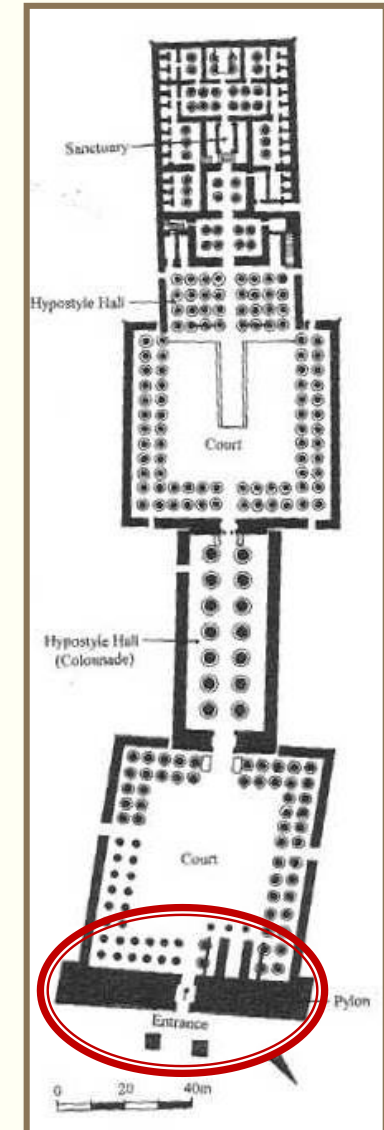 Sanctuary
Hypostyle Hall
Court
Hypostyle Hall
(Colonnade)
Court
Pylon
Entrance
0 20 40m